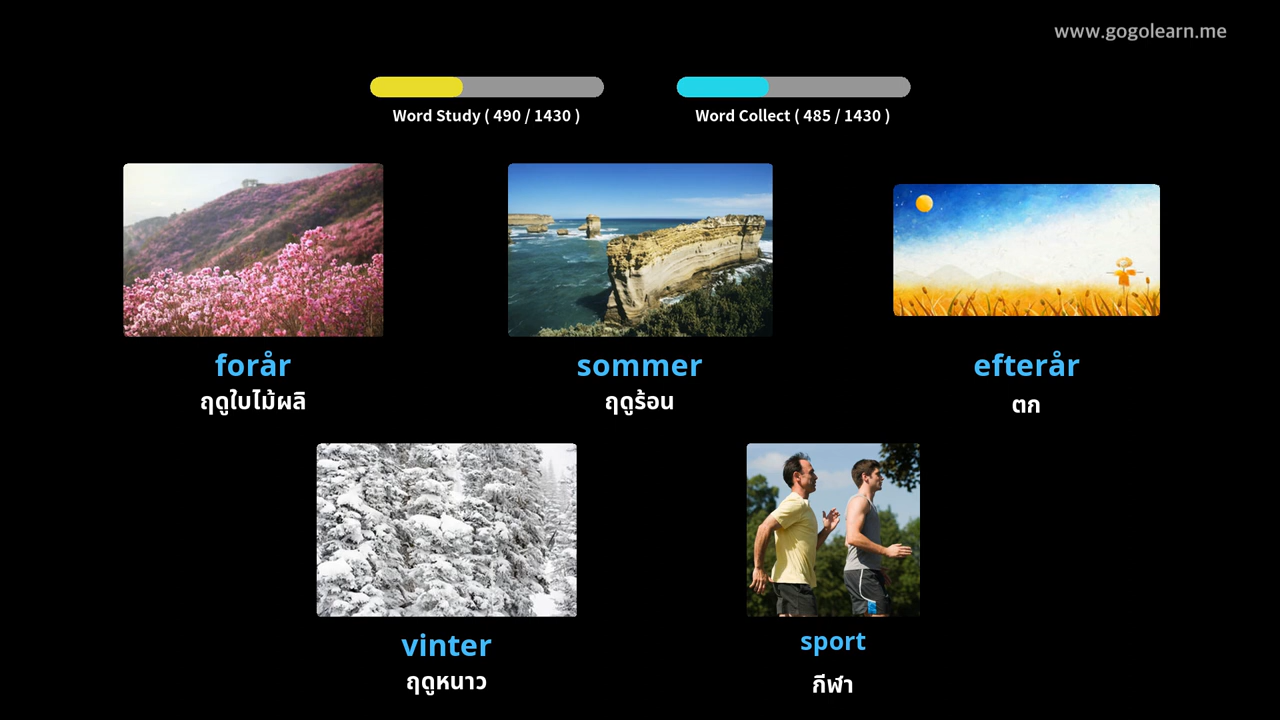 www.gogolearn.me
Word Study ( 490 / 1430 )
Word Collect ( 485 / 1430 )
forår
ฤดูใบไม้ผลิ
sommer
ฤดูร้อน
efterår
ตก
vinter
ฤดูหนาว
sport
กีฬา